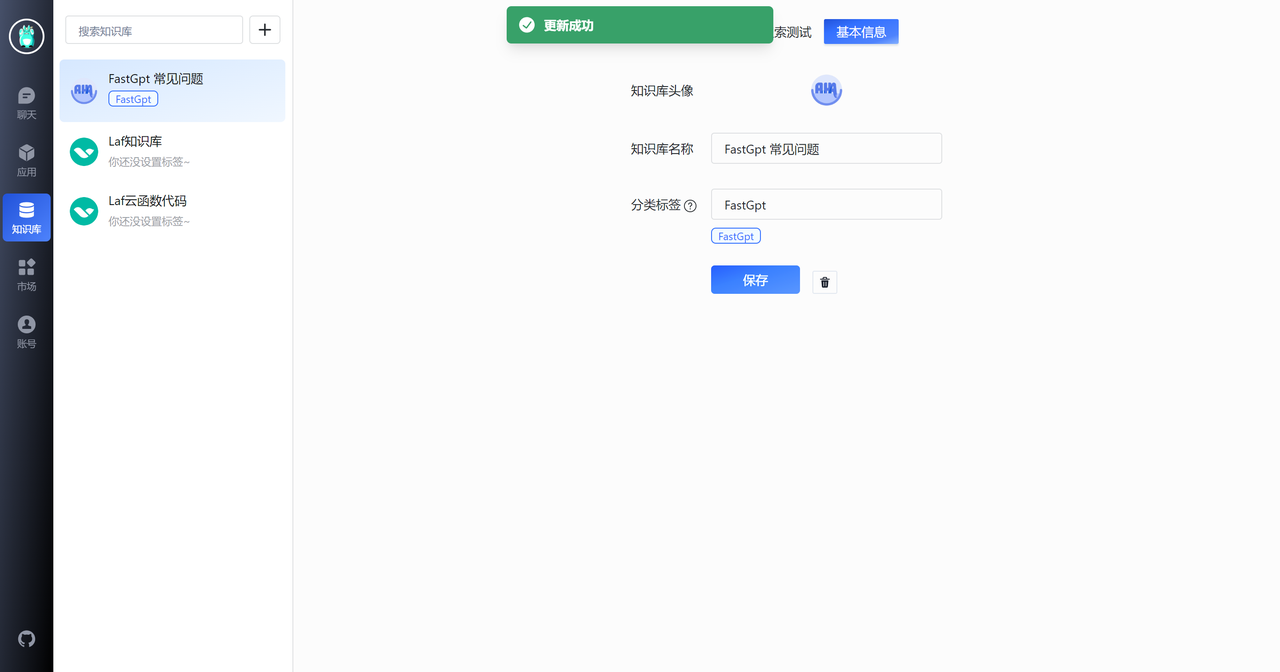 搜索知识库
更新成功
索测试
基本信息
FastGpt 常见问题
FastGpt
Laf知识库
你还没设置标签~
Laf云函数代码
你还没设置标签~
聊天
应用
知识库
市场
账号
知识库头像
知识库名称
FastGpt 常见问题
分类标签
FastGpt
FastGpt
保存